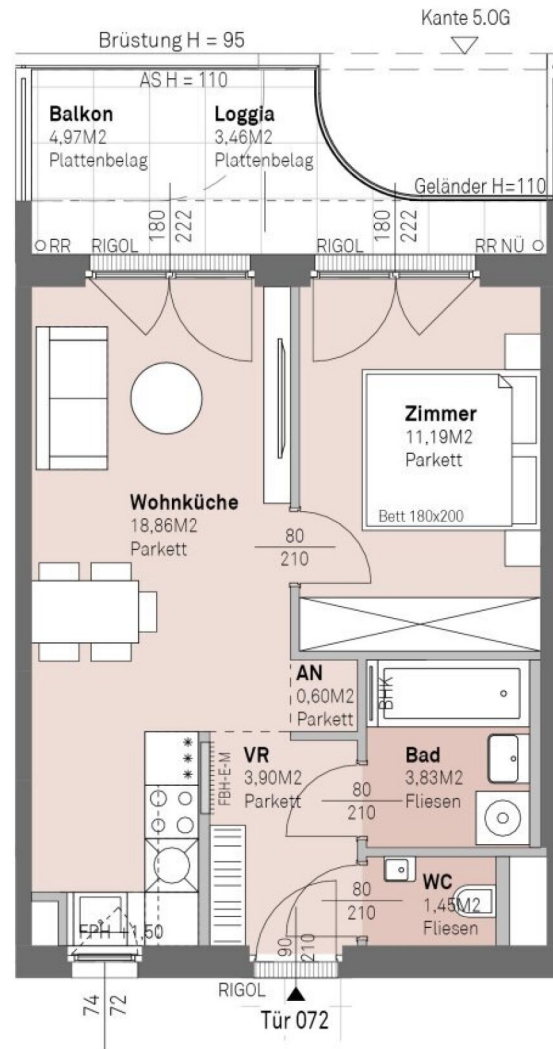 Kante 5.OG
Brüstung H = 95
AS H = 110
Balkon
4,97M2
Plattenbelag
Loggia
3,46M2
Plattenbelag
Geländer H=110
180
222
180
222
RR
RIGOL
RIGOL
RR NÜ
Zimmer
11,19M2
Parkett
Bett 180x200
Wohnküche
18,86M2
Parkett
80
210
AN
0,60M2
Parkett
BHK
VR
3,90M2
Parkett
FBH-E-M
Bad
3,83M2
Fliesen
80
210
WC
1,45M2
Fliesen
80
210
FPH +1,50
90
210
74
72
RIGOL
Tür 072